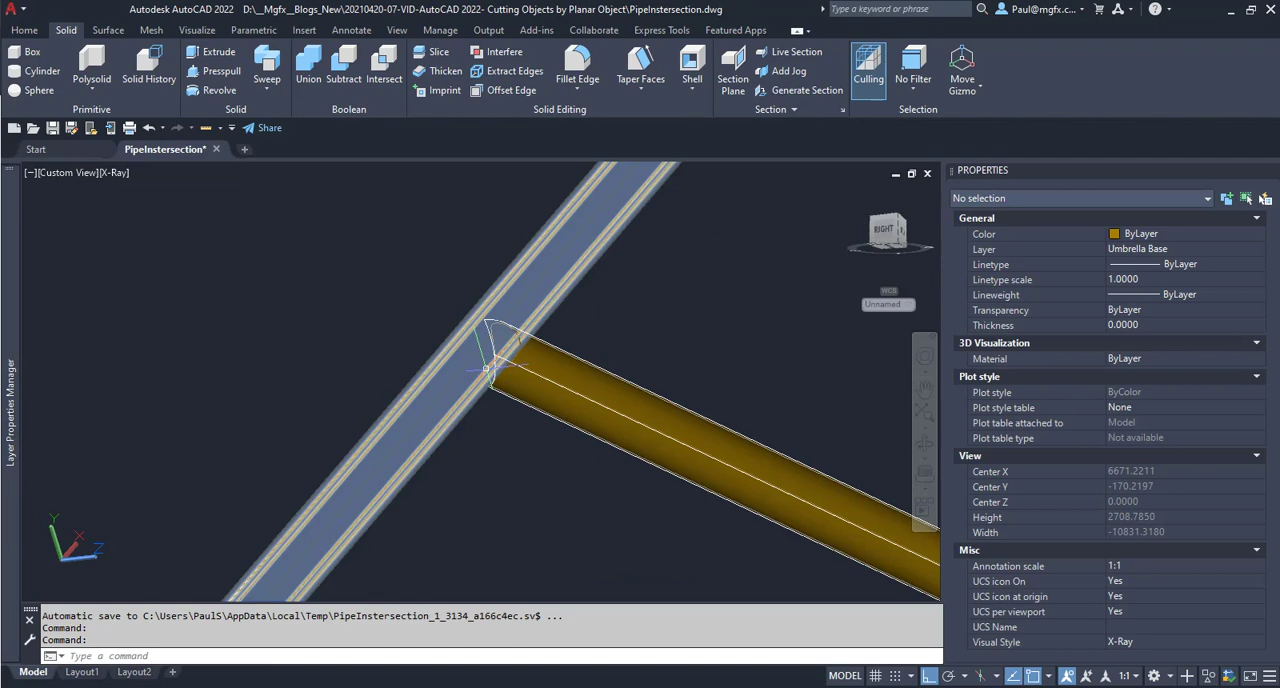 Autodesk AutoCAD 2022 D:\__Mgfx_Blogs_New\20210420-07-VID-AutoCAD 2022- Cutting Objects by Planar Object\PipeInstersection.dwg
Type a keyword or phrase
Paul@mgfx.c...
Home Solid Surface Mesh Visualize Parametric Insert Annotate View Manage Output Add-ins Collaborate Express Tools Featured Apps
Box
Cylinder
Sphere
Polysolid
Solid History
Primitive
Extrude
Presspull
Revolve
Sweep
Solid
Union
Subtract
Intersect
Boolean
Slice
Thicken
Imprint
Interfere
Extract Edges
Offset Edge
Fillet Edge
Taper Faces
Shell
Solid Editing
Section
Plane
Live Section
Add Jog
Generate Section
Section
Culling
No Filter
Move
Gizmo
Selection
Share
Start
PipeIntersection*
[−][Custom View][X-Ray]
RIGHT
WCS
Unnamed
Y
X
Z
Layer Properties Manager
PROPERTIES
No selection
General
Color ByLayer
Layer Umbrella Base
Linetype ByLayer
Linetype scale 1.0000
Lineweight ByLayer
Transparency ByLayer
Thickness 0.0000
3D Visualization
Material ByLayer
Plot style
Plot style ByColor
Plot style table None
Plot table attached to Model
Plot table type Not available
View
Center X 6671.2211
Center Y -170.2197
Center Z 0.0000
Height 2708.7850
Width -10831.3180
Misc
Annotation scale 1:1
UCS icon On Yes
UCS icon at origin Yes
UCS per viewport Yes
UCS Name
Visual Style X-Ray
Automatic save to C:\Users\PaulS\AppData\Local\Temp\PipeInstersection_1_3134_a166c4ec.sv$ ...
Command:
Command:
Type a command
Model Layout1 Layout2 +
MODEL
1:1